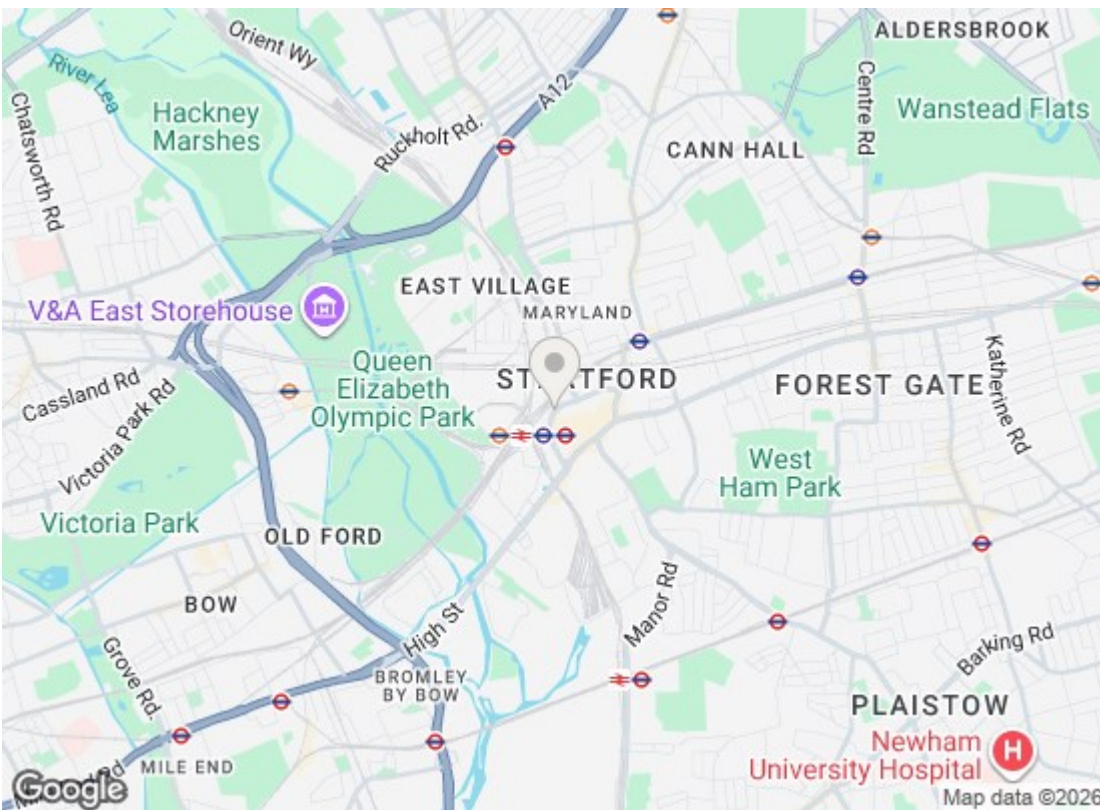 Orient Wy
ALDERSBROOK
River Lea
A12
Hackney
Marshes
Ruckholt Rd.
Centre Rd
Wanstead Flats
Chatsworth Rd
CANN HALL
EAST VILLAGE
V&A East Storehouse
MARYLAND
Queen
Elizabeth
Olympic Park
FOREST GATE
Katherine Rd
Cassland Rd
Victoria Park Rd
West
Ham Park
Victoria Park
OLD FORD
BOW
High St
Manor Rd
Grove Rd.
Barking Rd
BROMLEY
BY BOW
PLAISTOW
Newham
University Hospital
H
MILE END
Rd
Google
Map data ©2026